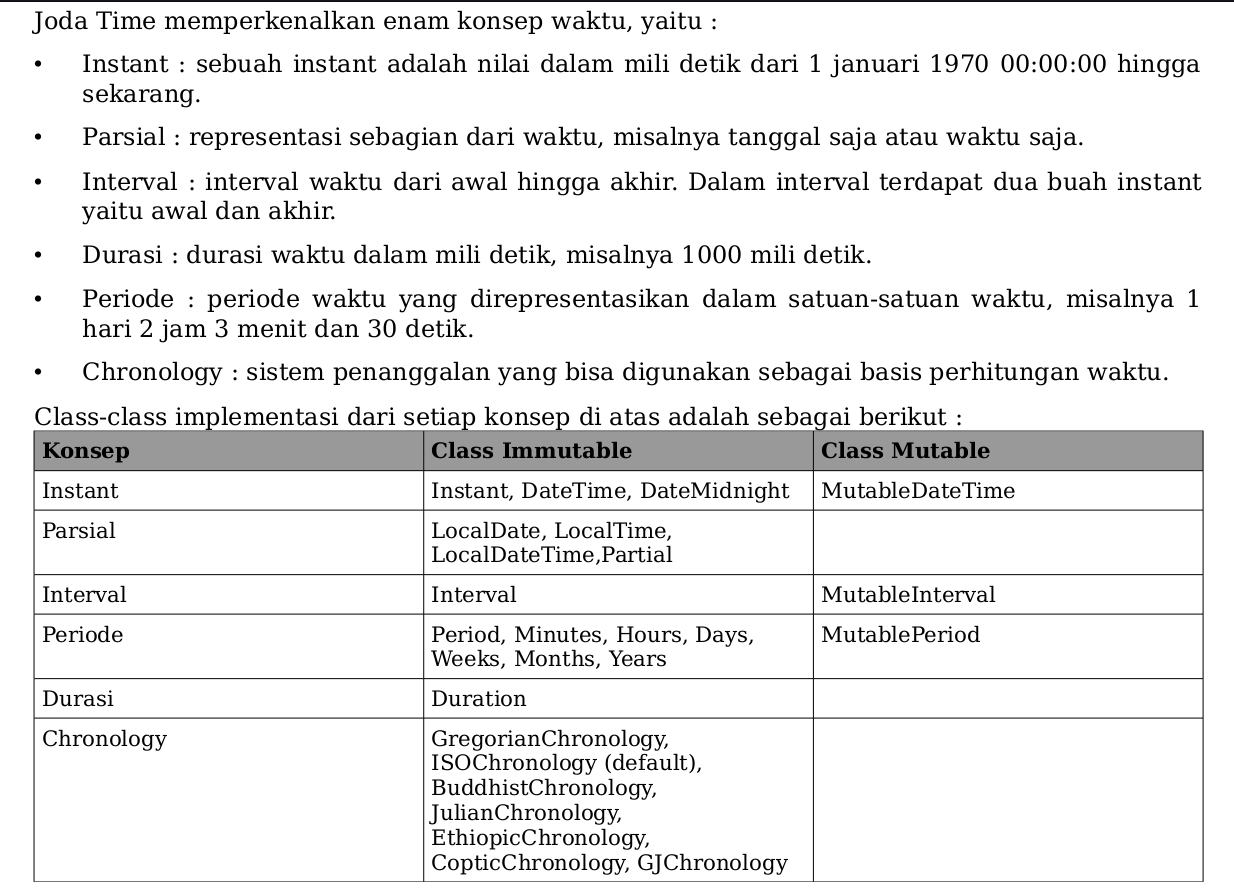 Joda Time memperkenalkan enam konsep waktu, yaitu :
• Instant : sebuah instant adalah nilai dalam mili detik dari 1 januari 1970 00:00:00 hingga
sekarang.
• Parsial : representasi sebagian dari waktu, misalnya tanggal saja atau waktu saja.
• Interval : interval waktu dari awal hingga akhir. Dalam interval terdapat dua buah instant
yaitu awal dan akhir.
• Durasi : durasi waktu dalam mili detik, misalnya 1000 mili detik.
• Periode : periode waktu yang direpresentasikan dalam satuan-satuan waktu, misalnya 1
hari 2 jam 3 menit dan 30 detik.
• Chronology : sistem penanggalan yang bisa digunakan sebagai basis perhitungan waktu.
Class-class implementasi dari setiap konsep di atas adalah sebagai berikut :
Konsep Class Immutable Class Mutable
Instant Instant, DateTime, DateMidnight MutableDateTime
Parsial LocalDate, LocalTime,
LocalDateTime,Partial
Interval Interval MutableInterval
Periode Period, Minutes, Hours, Days, MutablePeriod
Weeks, Months, Years
Durasi Duration
Chronology GregorianChronology,
ISOChronology (default),
BuddhistChronology,
JulianChronology,
EthiopicChronology,
CopticChronology, GJChronology